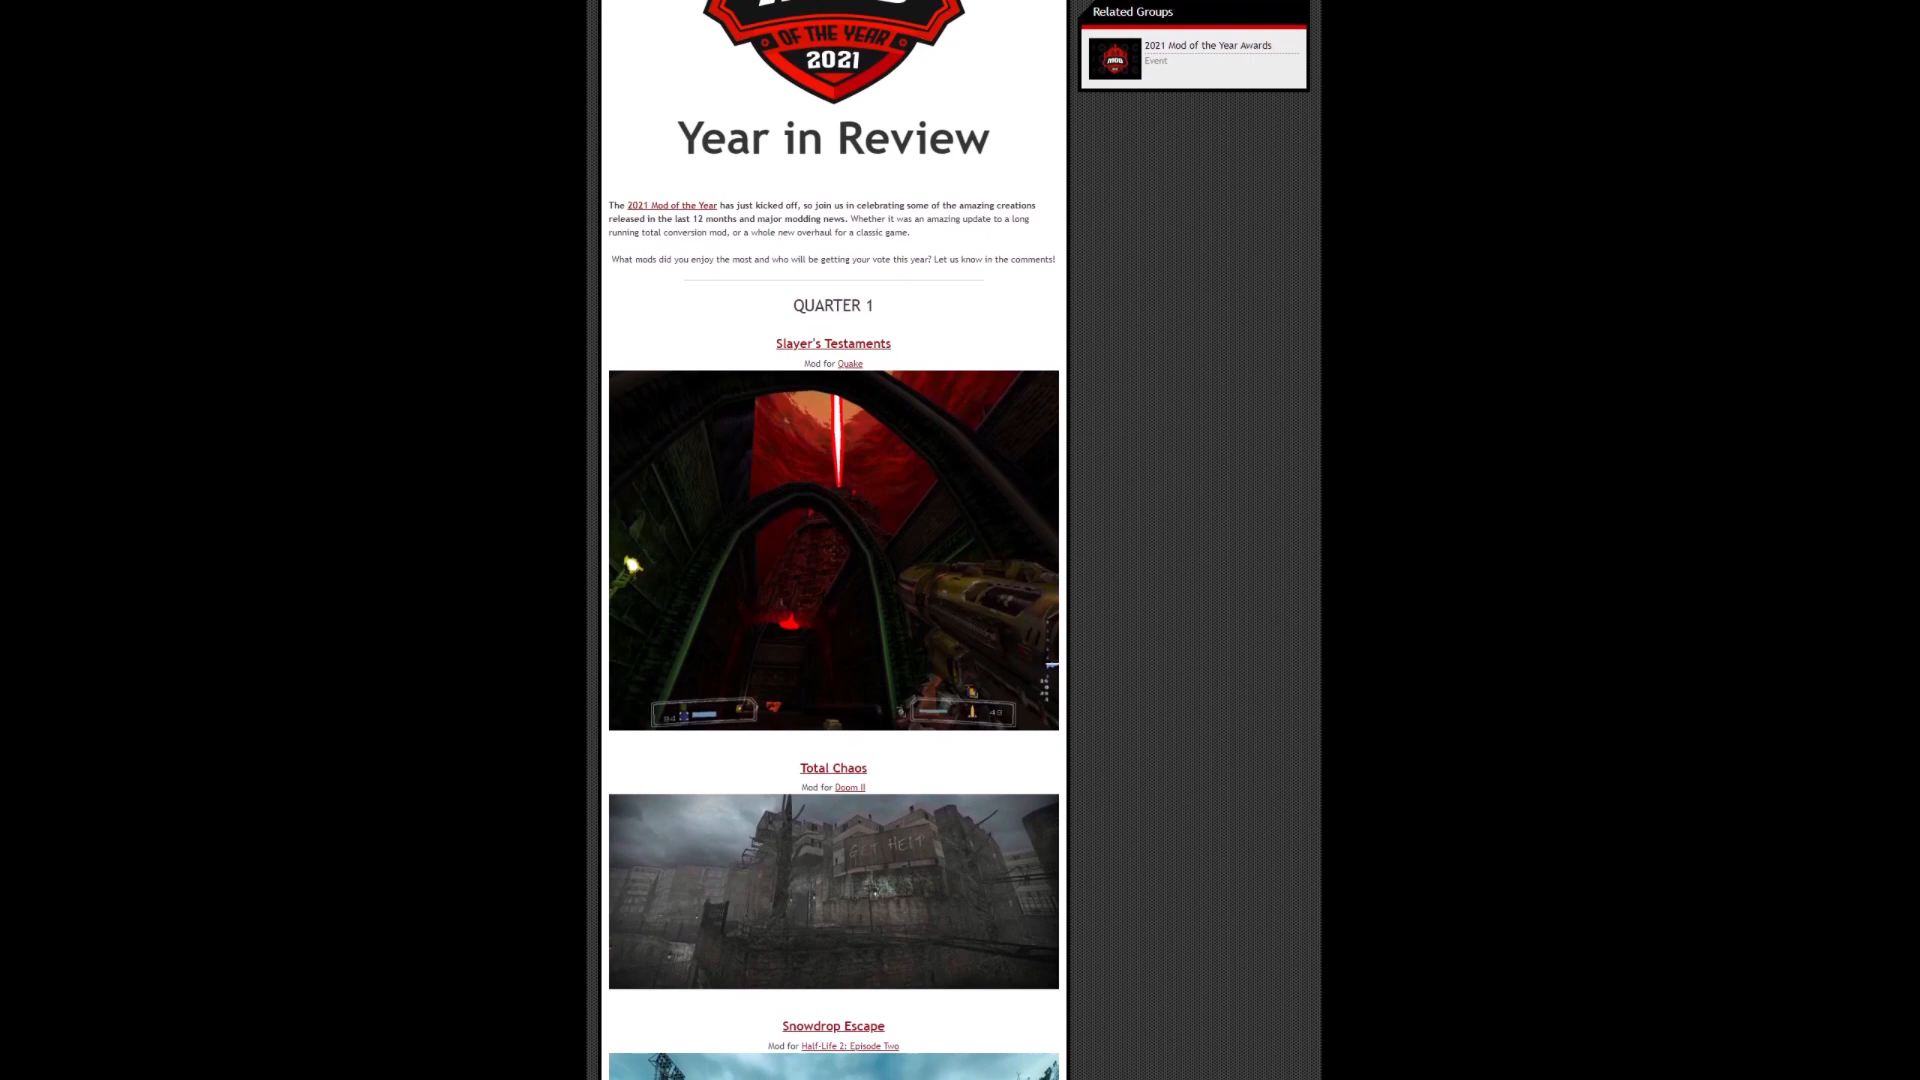 Related Groups
2021 Mod of the Year Awards
Event
OF THE YEAR
2021
Year in Review
The 2021 Mod of the Year has just kicked off, so join us in celebrating some of the amazing creations
released in the last 12 months and major modding news. Whether it was an amazing update to a long
running total conversion mod, or a whole new overhaul for a classic game.
What mods did you enjoy the most and who will be getting your vote this year? Let us know in the comments!
QUARTER 1
Slayer's Testaments
Mod for Quake
49
Total Chaos
Mod for Doom II
GET HEIT
Snowdrop Escape
Mod for Half-Life 2: Episode Two